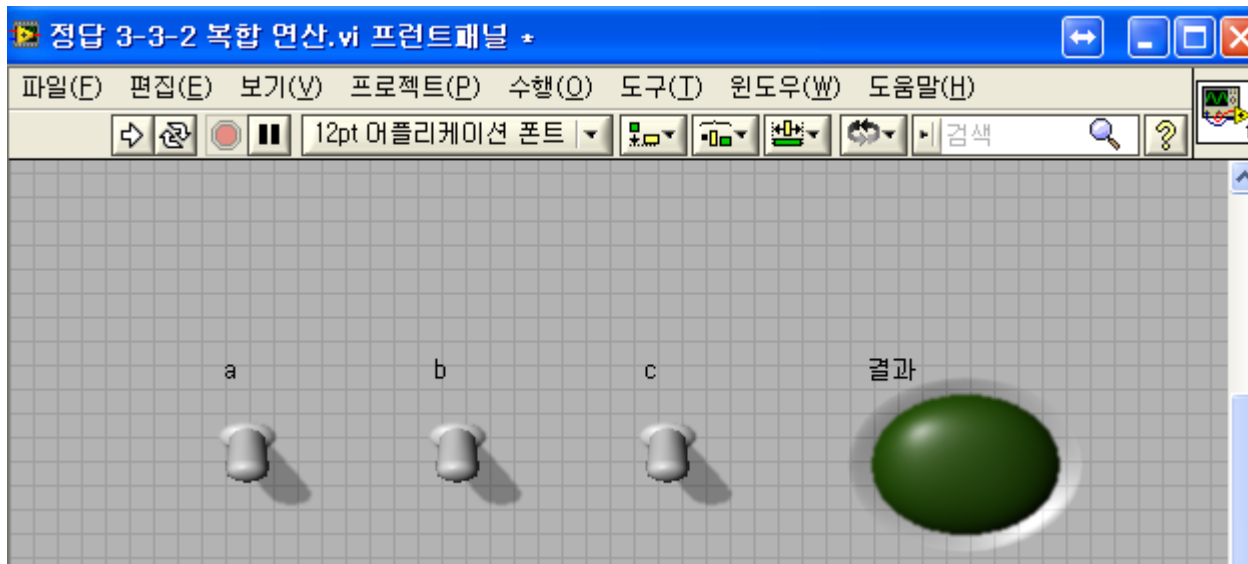 정답 3-3-2 복합 연산.vi 프런트패널 *
파일(F) 편집(E) 보기(V) 프로젝트(P) 수행(O) 도구(T) 윈도우(W) 도움말(H)
12pt 어플리케이션 폰트 검색
a b c 결과